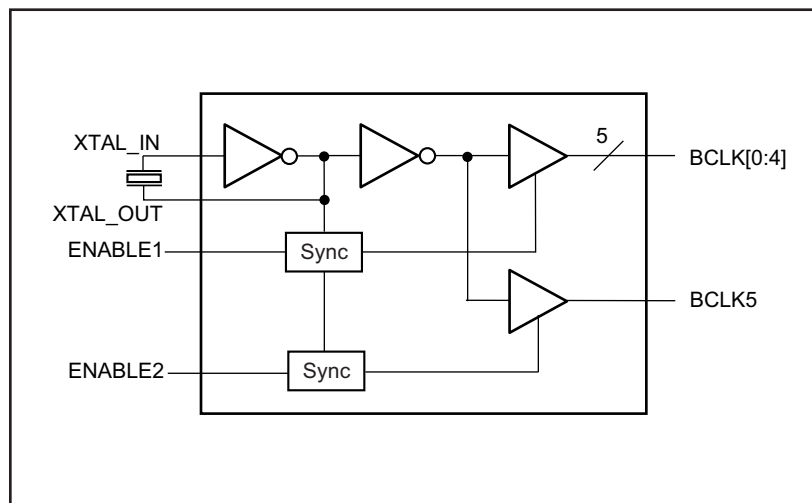 5
XTAL_IN
BCLK[0:4]
XTAL_OUT
ENABLE1
Sync
BCLK5
ENABLE2
Sync